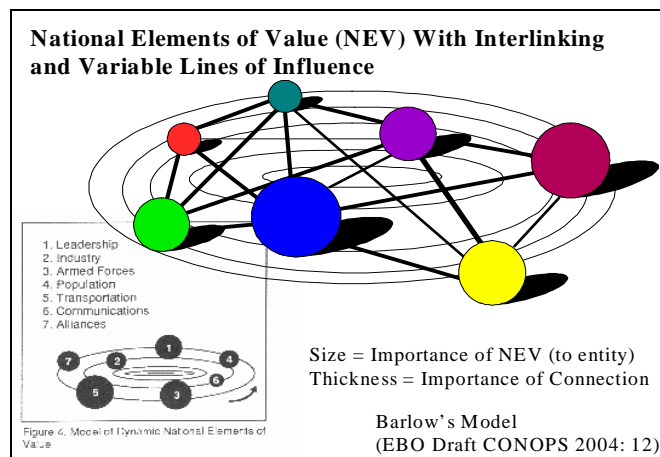 National Elements of Value (NEV) With Interlinking
and Variable Lines of Influence
1. Leadership
2. Industry
3. Armed Forces
4. Population
5. Transportation
6. Communications
7. Alliances
1
7
2
4
6
5
3
Figure 4. Model of Dynamic National Elements of
Value
Size = Importance of NEV (to entity)
Thickness = Importance of Connection
Barlow's Model
(EBO Draft CONOPS 2004: 12)